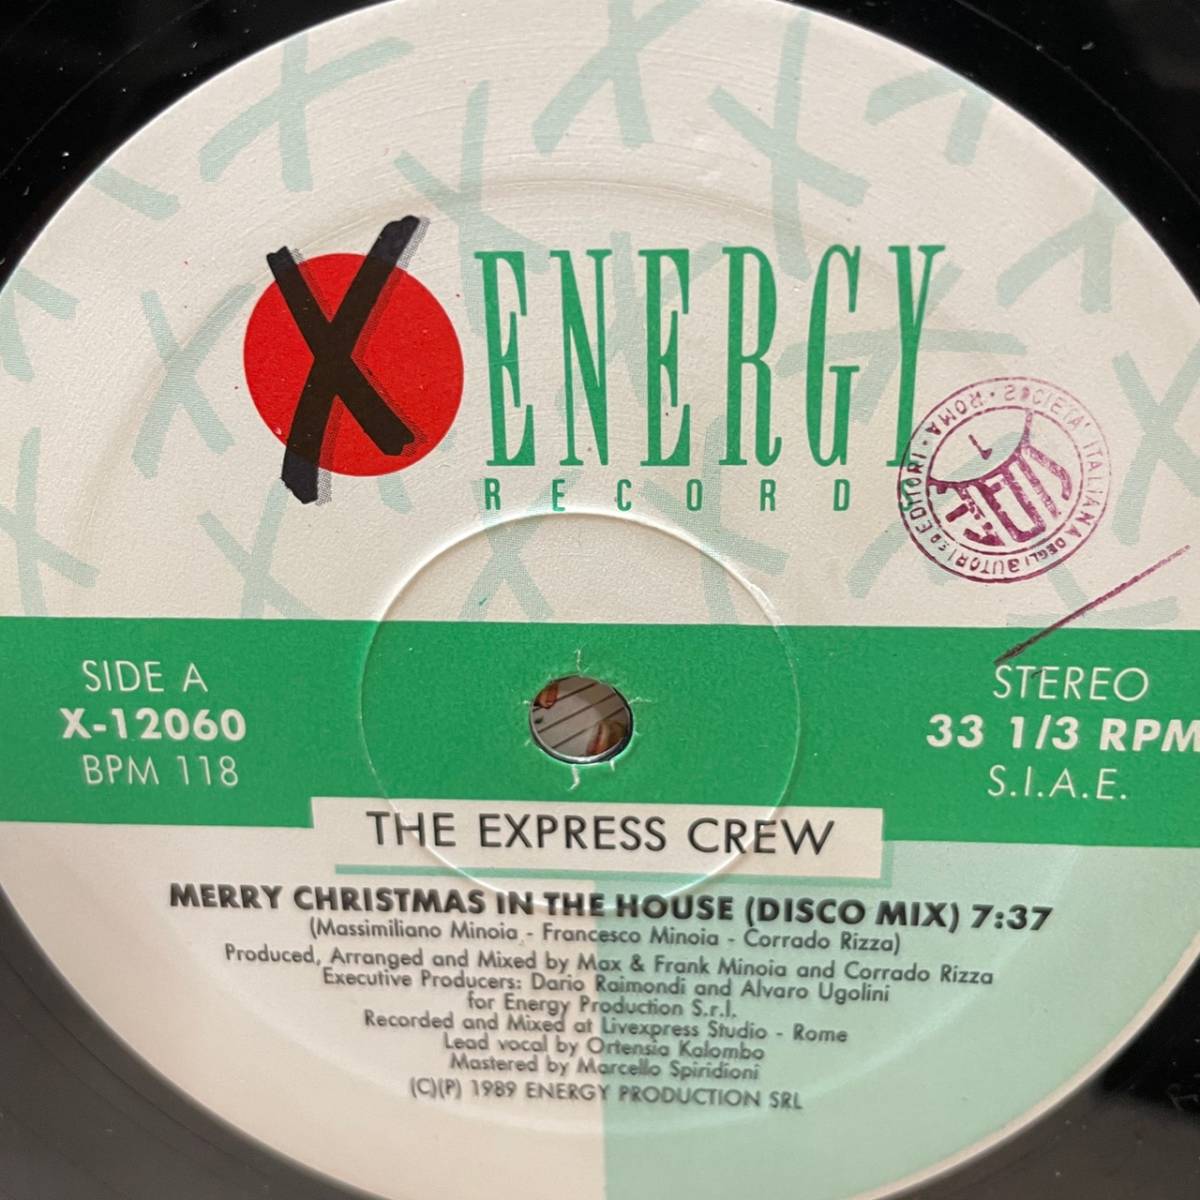 X ENERGY
RECORD
SOCIETA' ITALIANA DEGLI AUTORI ED EDITORI · ROMA ·
SIDE A
X-12060
BPM 118
STEREO
33 1/3 RPM
S.I.A.E.
THE EXPRESS CREW
MERRY CHRISTMAS IN THE HOUSE (DISCO MIX) 7:37
(Massimiliano Minoia - Francesco Minoia - Corrado Rizza)
Produced, Arranged and Mixed by Max & Frank Minoia and Corrado Rizza
Executive Producers: Dario Raimondi and Alvaro Ugolini
for Energy Production S.r.l.
Recorded and Mixed at Livexpress Studio - Rome
Lead vocal by Ortensia Kalombo
Mastered by Marcello Spiridioni
(C)(P) 1989 ENERGY PRODUCTION SRL